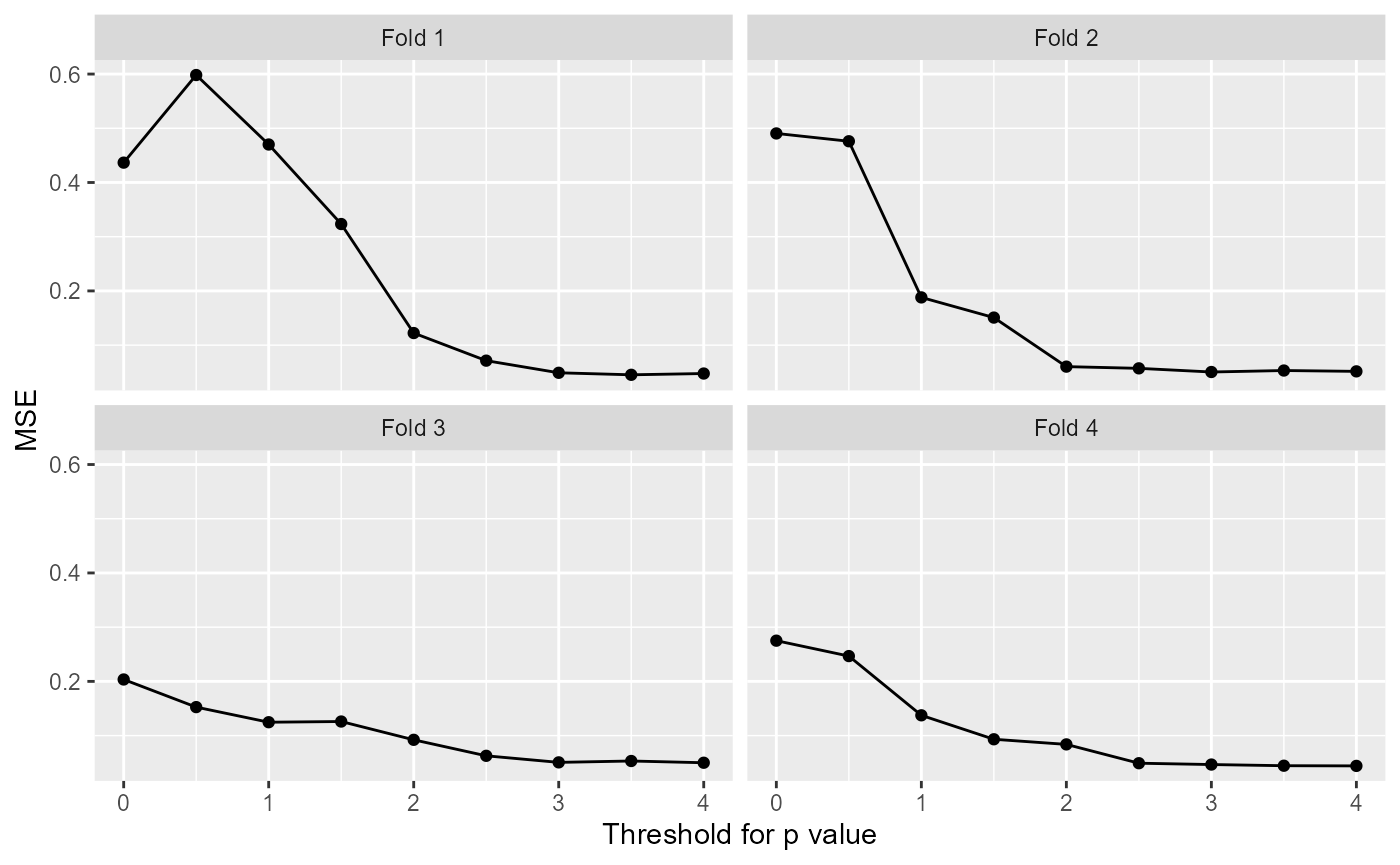 Fold 1
Fold 2
0.6
0.4
0.2
MSE
Fold 3
Fold 4
0.6
0.4
0.2
0 1 2 3 4
0 1 2 3 4
Threshold for p value